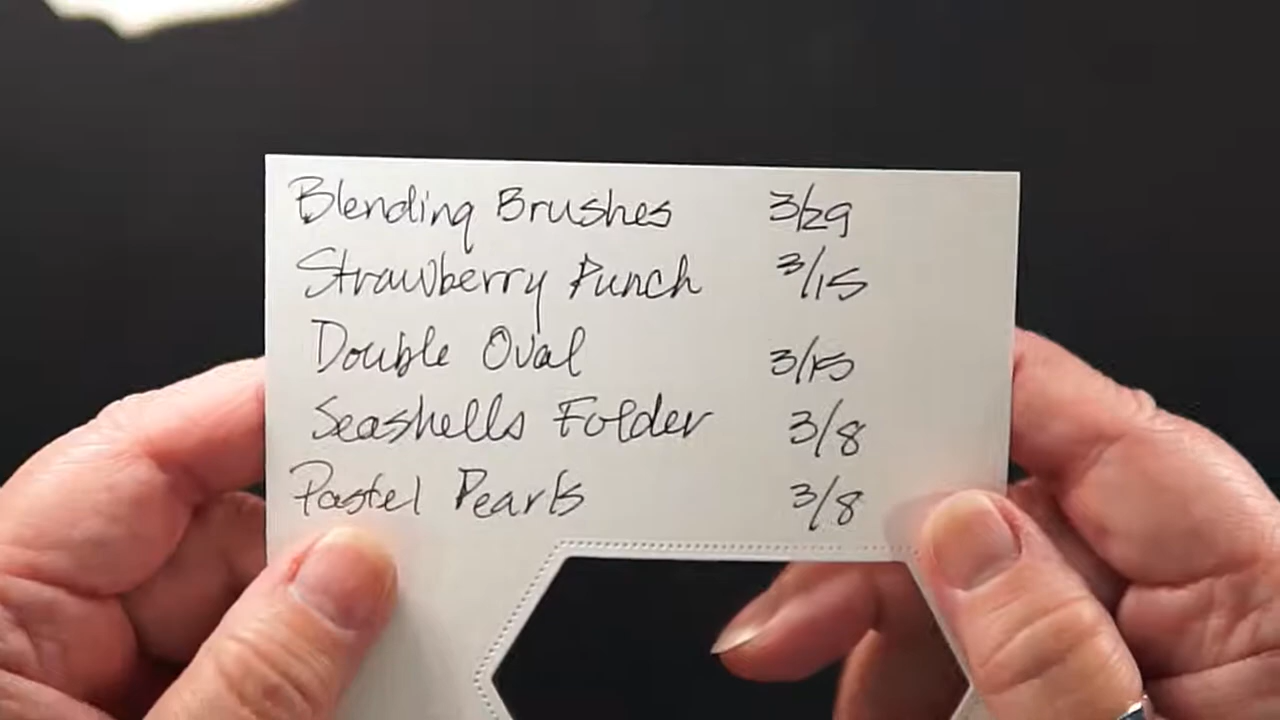 Blending Brushes 3/29
Strawberry Punch 3/15
Double Oval 3/15
Seashells Folder 3/8
Pastel Pearls 3/8